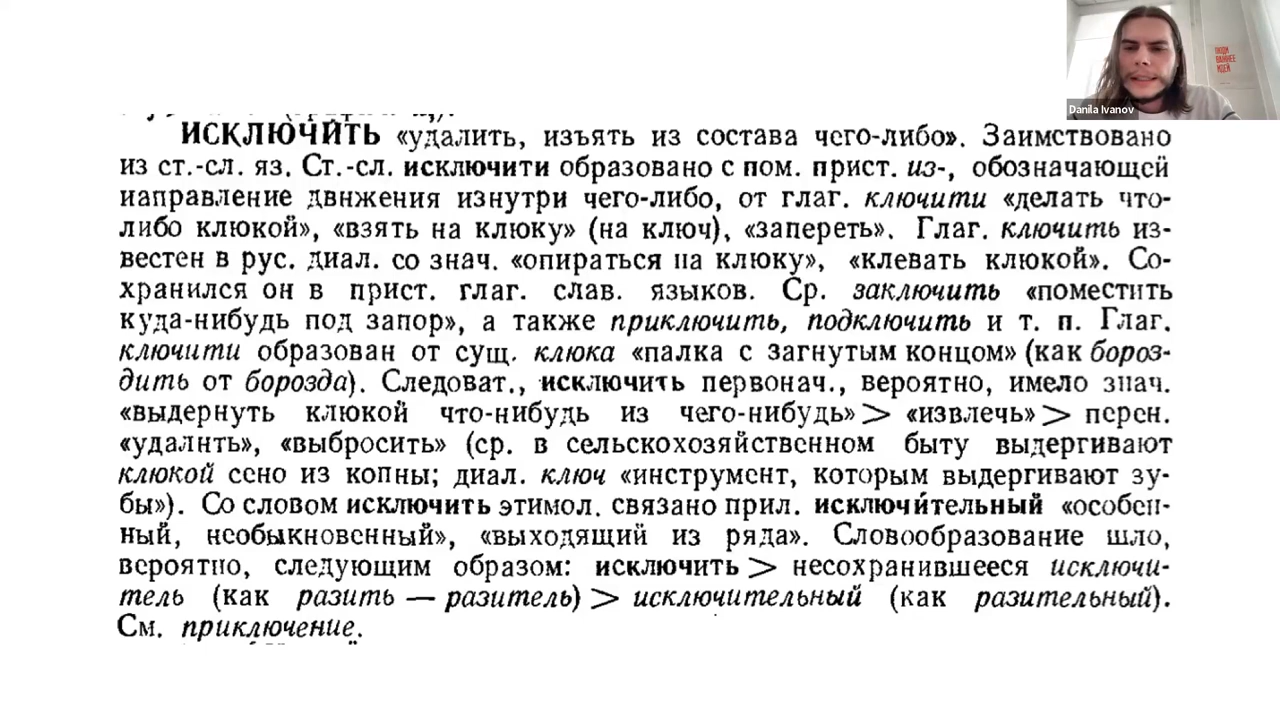 Danila Ivanov
ЛЮДИ
ВАЖНЕЕ
ИДЕЙ
ИСКЛЮЧИ́ТЬ «удалить, изъять из состава чего-либо». Заимствовано
из ст.-сл. яз. Ст.-сл. исключити образовано с пом. прист. из-, обозначающей
направление движения изнутри чего-либо, от глаг. ключити «делать что-
либо клюкой», «взять на клюку» (на ключ), «запереть». Глаг. ключить из-
вестен в рус. диал. со знач. «опираться на клюку», «клевать клюкой». Со-
хранился он в прист. глаг. слав. языков. Ср. заключить «поместить
куда-нибудь под запор», а также приключить, подключить и т. п. Глаг.
ключити образован от сущ. клюка «палка с загнутым концом» (как бороз-
дить от борозда). Следоват., исключить первонач., вероятно, имело знач.
«выдернуть клюкой что-нибудь из чего-нибудь» > «извлечь» > перен.
«удалить», «выбросить» (ср. в сельскохозяйственном быту выдергивают
клюкой сено из копны; диал. ключ «инструмент, которым выдергивают зу-
бы»). Со словом исключить этимол. связано прил. исключи́тельный «особен-
ный, необыкновенный», «выходящий из ряда». Словообразование шло,
вероятно, следующим образом: исключить > несохранившееся исключи-
тель (как разить — разитель) > исключительный (как разительный).
См. приключение.